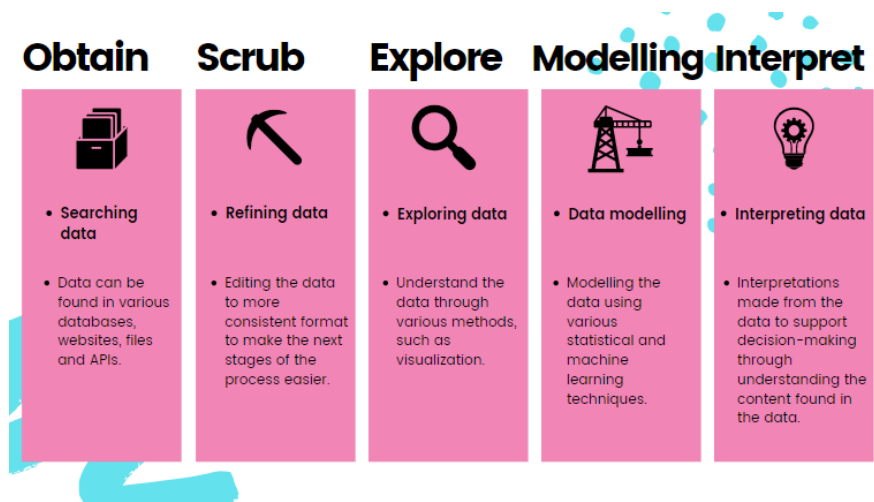 Obtain
Scrub
Explore
Modelling
Interpret
• Searching
data
• Data can be
found in various
databases,
websites, files
and APIs.
• Refining data
• Editing the data
to more
consistent format
to make the next
stages of the
process easier.
• Exploring data
• Understand the
data through
various methods,
such as
visualization.
• Data modelling
• Modelling the
data using
various
statistical and
machine
learning
techniques.
• Interpreting data
• Interpretations
made from the
data to support
decision-making
through
understanding the
content found in
the data.